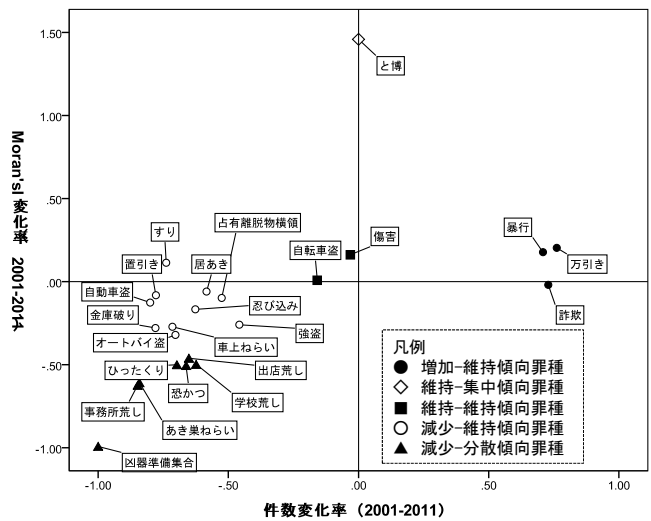 1.50
1.00
.50
.00
-.50
-1.00
Moran'sI 変化率 2001-2014
と博
占有離脱物横領
すり
暴行
傷害
自転車盗
置引き
居あき
万引き
自動車盗
金庫破り
忍び込み
詐欺
オートバイ盗
車上ねらい
強盗
ひったくり
恐かつ
出店荒し
学校荒し
事務所荒し
あき巣ねらい
凶器準備集合
凡例
増加-維持傾向罪種
維持-集中傾向罪種
維持-維持傾向罪種
減少-維持傾向罪種
減少-分散傾向罪種
-1.00
-.50
.00
.50
1.00
件数変化率（2001-2011）